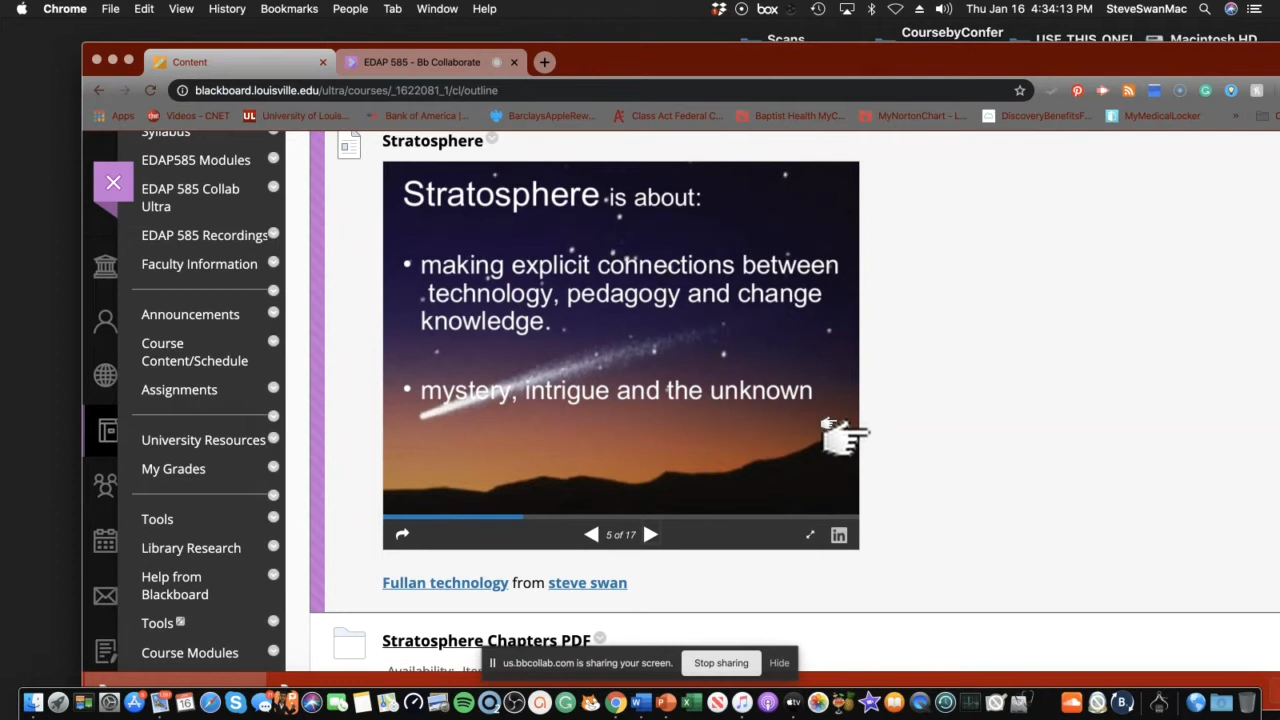 Chrome File Edit View History Bookmarks People Tab Window Help
box Thu Jan 16 4:34:13 PM SteveSwanMac
CoursebyConfer
Scans USE THIS ONE! Macintosh HD
Content EDAP 585 - Bb Collaborate
blackboard.louisville.edu/ultra/courses/_1622081_1/cl/outline
Apps Videos - CNET University of Louis... Bank of America |... BarclaysAppleRew... Class Act Federal C... Baptist Health MyC... MyNortonChart - L... DiscoveryBenefitsF... MyMedicalLocker »
Syllabus
EDAP585 Modules
EDAP 585 Collab
Ultra
EDAP 585 Recordings
Faculty Information
Announcements
Course
Content/Schedule
Assignments
University Resources
My Grades
Tools
Library Research
Help from
Blackboard
Tools
Course Modules
Stratosphere
Stratosphere is about:
• making explicit connections between
technology, pedagogy and change
knowledge.
• mystery, intrigue and the unknown
5 of 17
Fullan technology from steve swan
Stratosphere Chapters PDF
us.bbcollab.com is sharing your screen. Stop sharing Hide